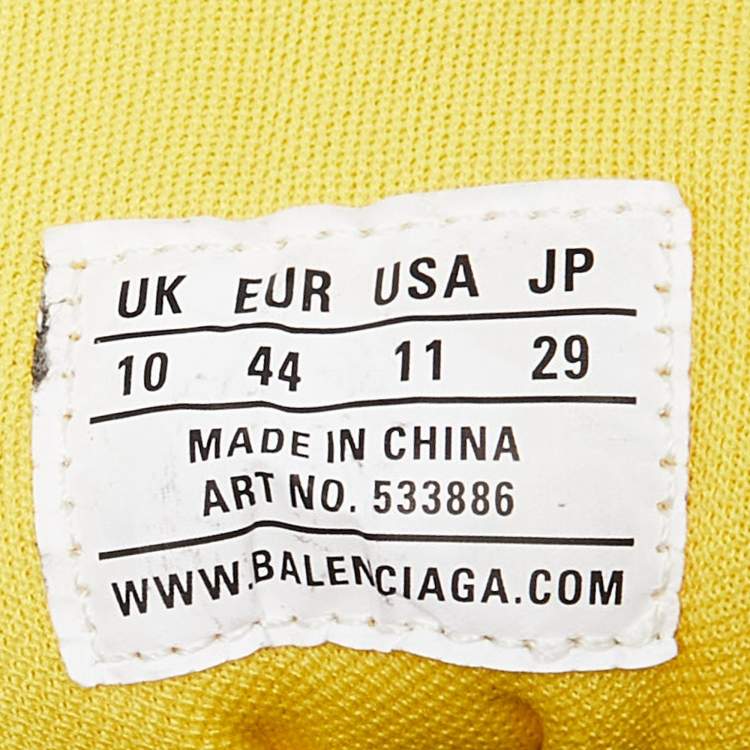 UK EUR USA JP
10 44 11 29
MADE IN CHINA
ART NO. 533886
WWW.BALENCIAGA.COM